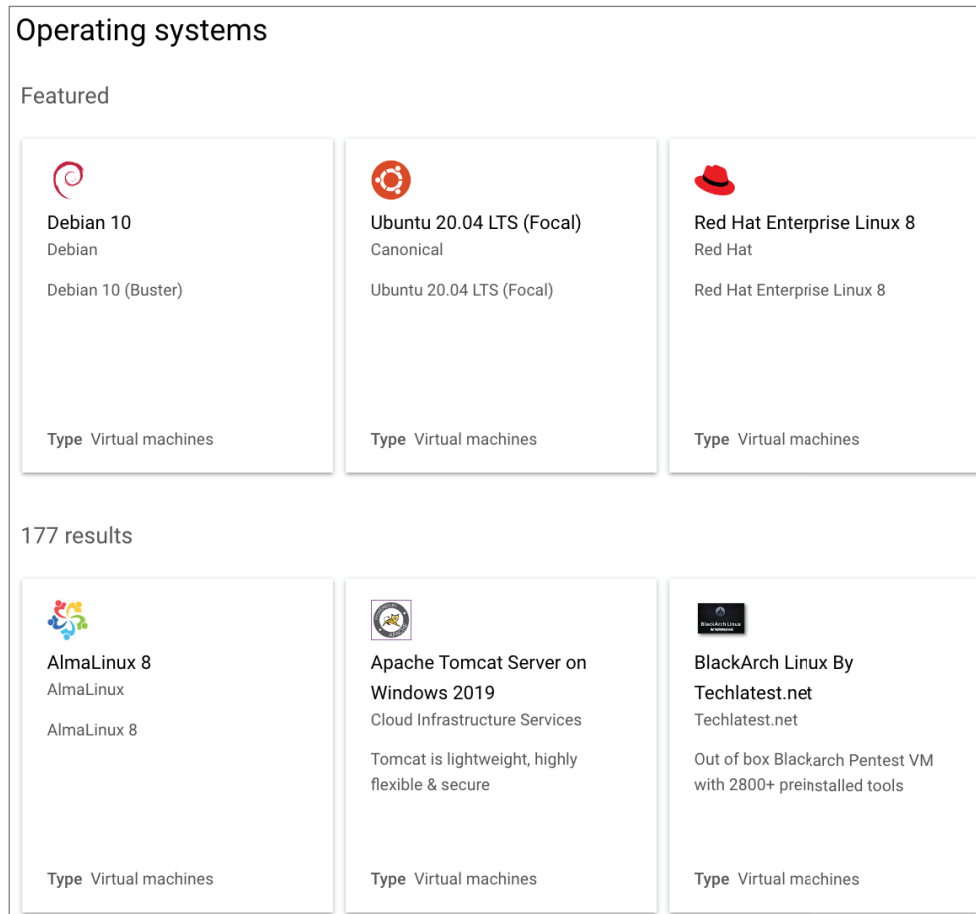 Operating systems
Featured
Debian 10
Debian
Debian 10 (Buster)
Type Virtual machines
Ubuntu 20.04 LTS (Focal)
Canonical
Ubuntu 20.04 LTS (Focal)
Type Virtual machines
Red Hat Enterprise Linux 8
Red Hat
Red Hat Enterprise Linux 8
Type Virtual machines
177 results
AlmaLinux 8
AlmaLinux
AlmaLinux 8
Type Virtual machines
Apache Tomcat Server on
Windows 2019
Cloud Infrastructure Services
Tomcat is lightweight, highly
flexible & secure
Type Virtual machines
BlackArch Linux
BlackArch Linux By
Techlatest.net
Techlatest.net
Out of box Blackarch Pentest VM
with 2800+ preinstalled tools
Type Virtual machines